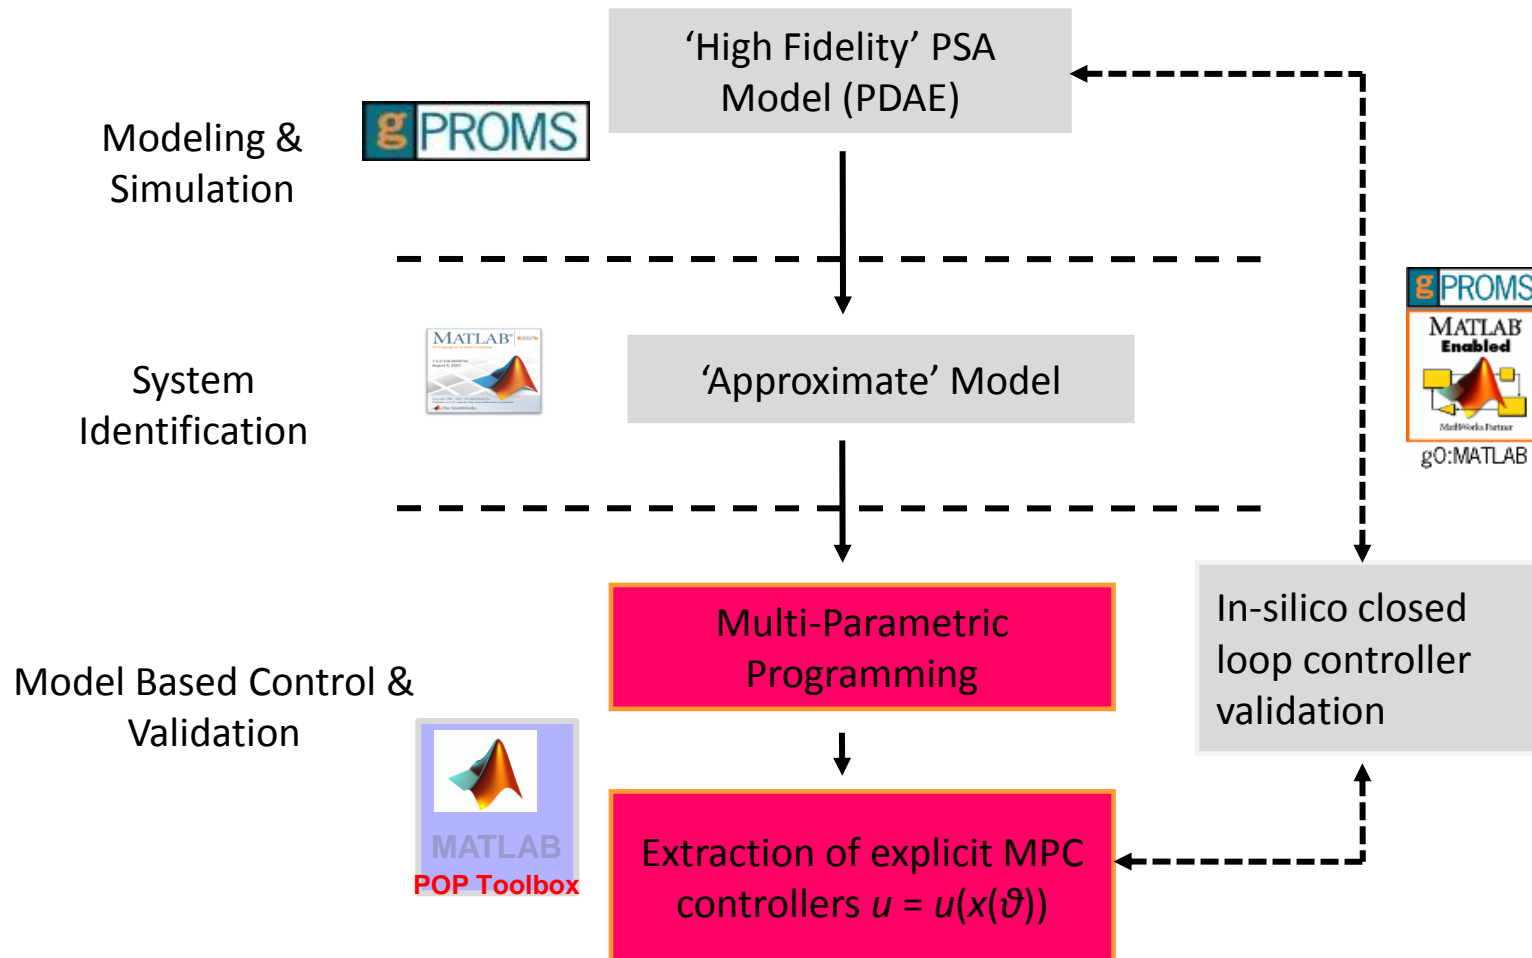 ‘High Fidelity’ PSA
Model (PDAE)
Modeling &
Simulation
gPROMS
System
Identification
MATLAB®
‘Approximate’ Model
gPROMS
MATLAB
Enabled
MathWorks Partner
gO:MATLAB
Model Based Control &
Validation
MATLAB
POP Toolbox
Multi-Parametric
Programming
Extraction of explicit MPC
controllers u = u(x(ϑ))
In-silico closed
loop controller
validation